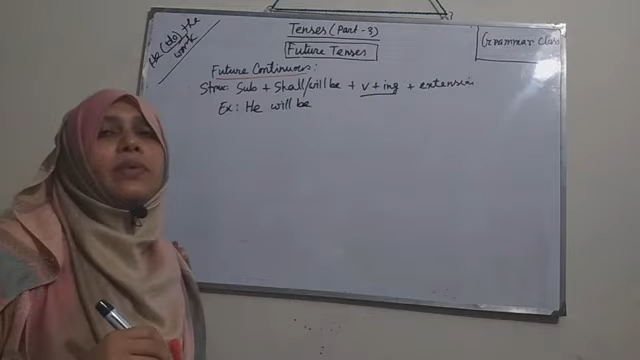 He (do) the
work
Tenses (Part-3)
Grammar Class
Future Tenses
Future Continuous:
Struc: Sub + Shall/will be + v + ing + extension
Ex: He will be